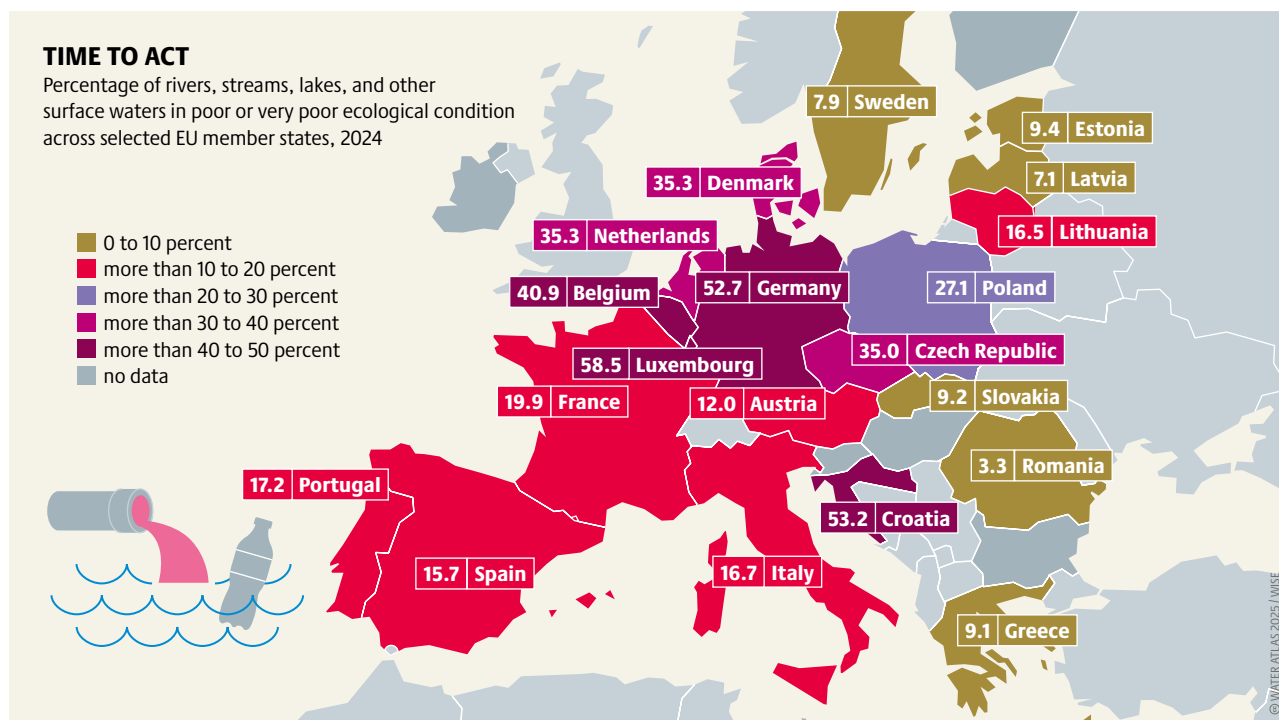 TIME TO ACT
Percentage of rivers, streams, lakes, and other
surface waters in poor or very poor ecological condition
across selected EU member states, 2024
0 to 10 percent
more than 10 to 20 percent
more than 20 to 30 percent
more than 30 to 40 percent
more than 40 to 50 percent
no data
7.9 Sweden
9.4 Estonia
7.1 Latvia
35.3 Denmark
16.5 Lithuania
35.3 Netherlands
40.9 Belgium
52.7 Germany
27.1 Poland
58.5 Luxembourg
35.0 Czech Republic
19.9 France
12.0 Austria
9.2 Slovakia
17.2 Portugal
3.3 Romania
53.2 Croatia
15.7 Spain
16.7 Italy
9.1 Greece
© WATER ATLAS 2025 / WISE